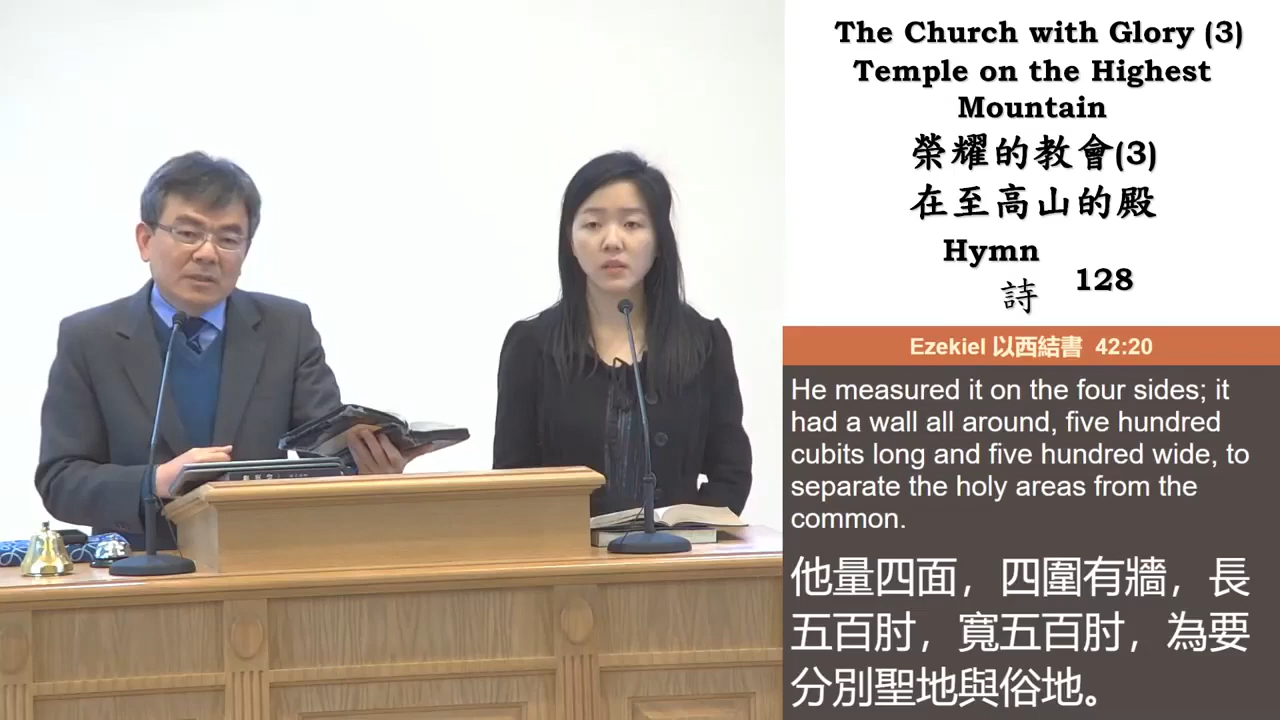 The Church with Glory (3)
Temple on the Highest
Mountain
榮耀的教會(3)
在至高山的殿
Hymn
詩
128
Ezekiel 以西結書 42:20
He measured it on the four sides; it
had a wall all around, five hundred
cubits long and five hundred wide, to
separate the holy areas from the
common.
他量四面，四圍有牆，長
五百肘，寬五百肘，為要
分別聖地與俗地。